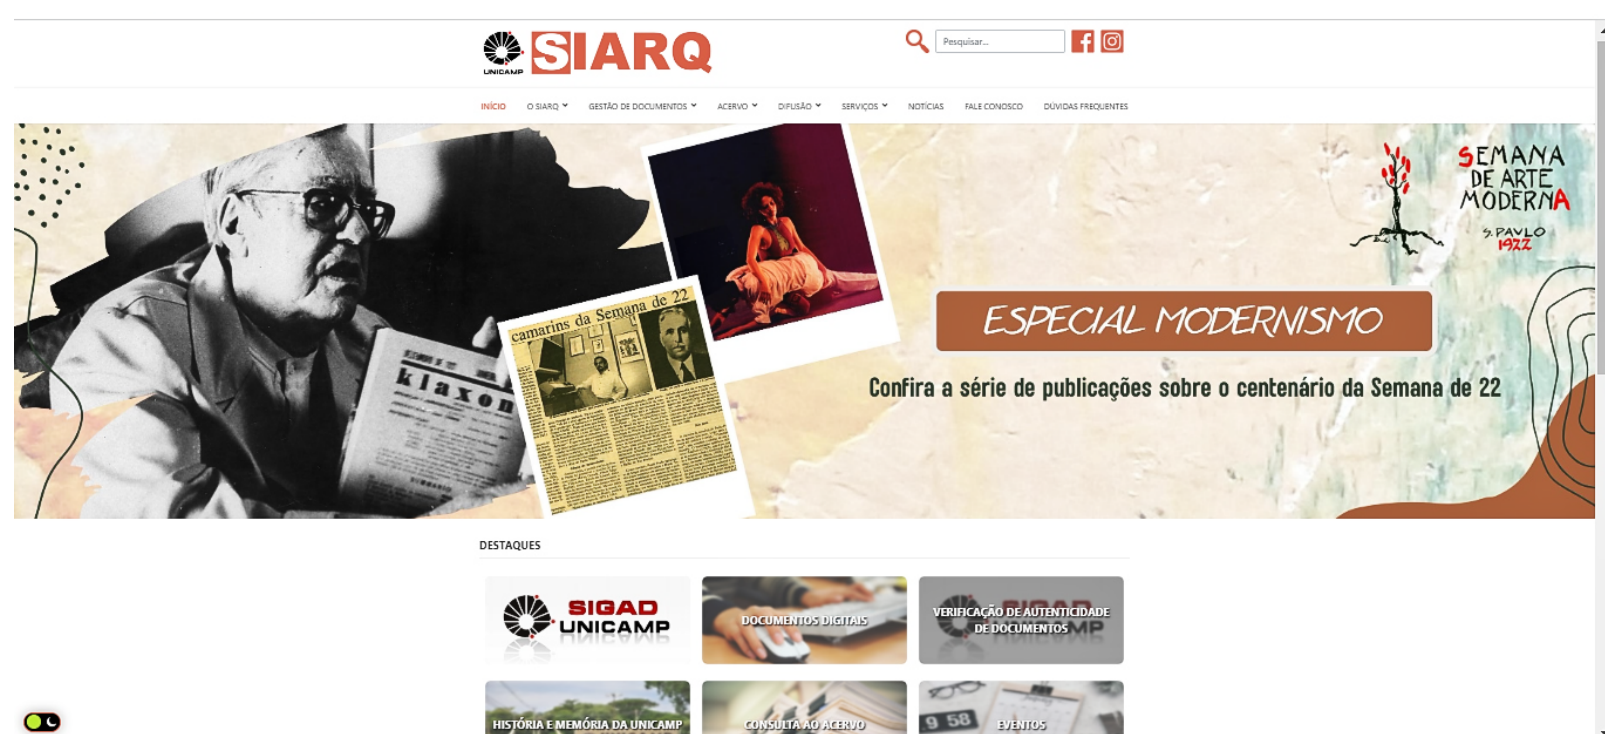 UNICAMP
SIARQ
Pesquisar...
INÍCIO O SIARQ GESTÃO DE DOCUMENTOS ACERVO DIFUSÃO SERVIÇOS NOTÍCIAS FALE CONOSCO DÚVIDAS FREQUENTES
SEMANA
DE ARTE
MODERNA
S. PAVLO
1922
klaxon
camarins da Semana de 22
ESPECIAL MODERNISMO
Confira a série de publicações sobre o centenário da Semana de 22
DESTAQUES
SIGAD
UNICAMP
DOCUMENTOS DIGITAIS
VERIFICAÇÃO DE AUTENTICIDADE
DE DOCUMENTOS
HISTÓRIA E MEMÓRIA DA UNICAMP
CONSULTA AO ACERVO
9 58
EVENTOS